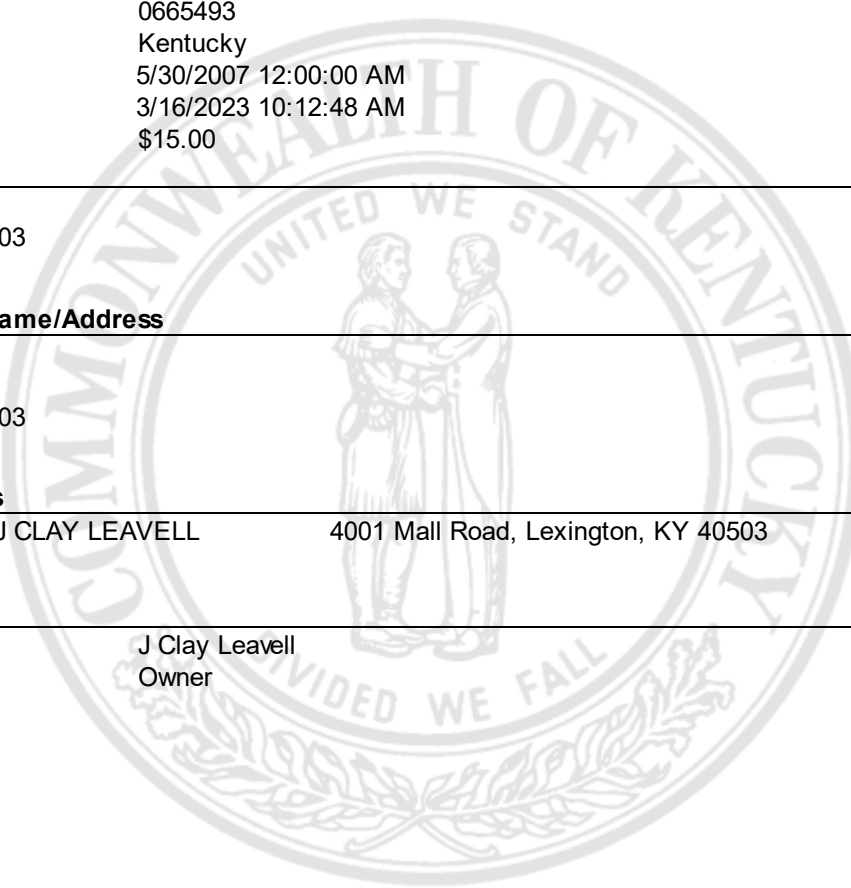 0665493
Kentucky
5/30/2007 12:00:00 AM
3/16/2023 10:12:48 AM
$15.00
03
ame/Address
03
s
J CLAY LEAVELL 4001 Mall Road, Lexington, KY 40503
J Clay Leavell
Owner
COMMONWEALTH OF KENTUCKY
UNITED WE STAND
DIVIDED WE FALL